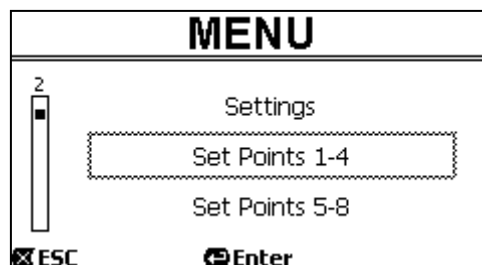 MENU
2
Settings
Set Points 1-4
Set Points 5-8
ESC Enter